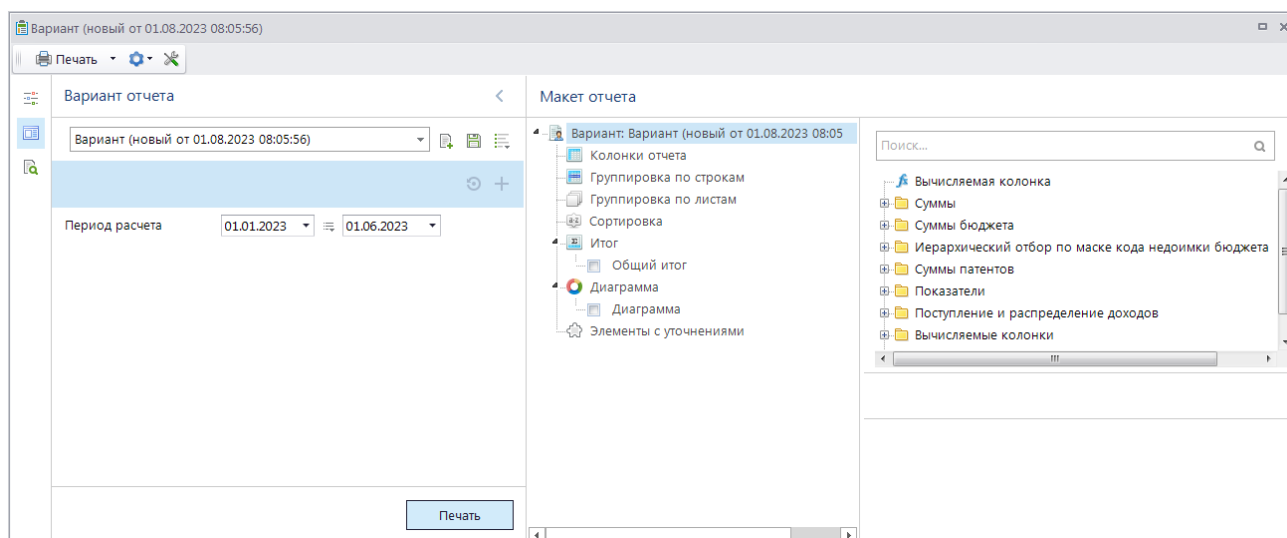 Вариант (новый от 01.08.2023 08:05:56)
Печать
Вариант отчета
Вариант (новый от 01.08.2023 08:05:56)
Период расчета 01.01.2023 01.06.2023
Печать
Макет отчета
Вариант: Вариант (новый от 01.08.2023 08:05
Колонки отчета
Группировка по строкам
Группировка по листам
Сортировка
Итог
Общий итог
Диаграмма
Диаграмма
Элементы с уточнениями
Поиск...
fx Вычисляемая колонка
Суммы
Суммы бюджета
Иерархический отбор по маске кода недоимки бюджета
Суммы патентов
Показатели
Поступление и распределение доходов
Вычисляемые колонки